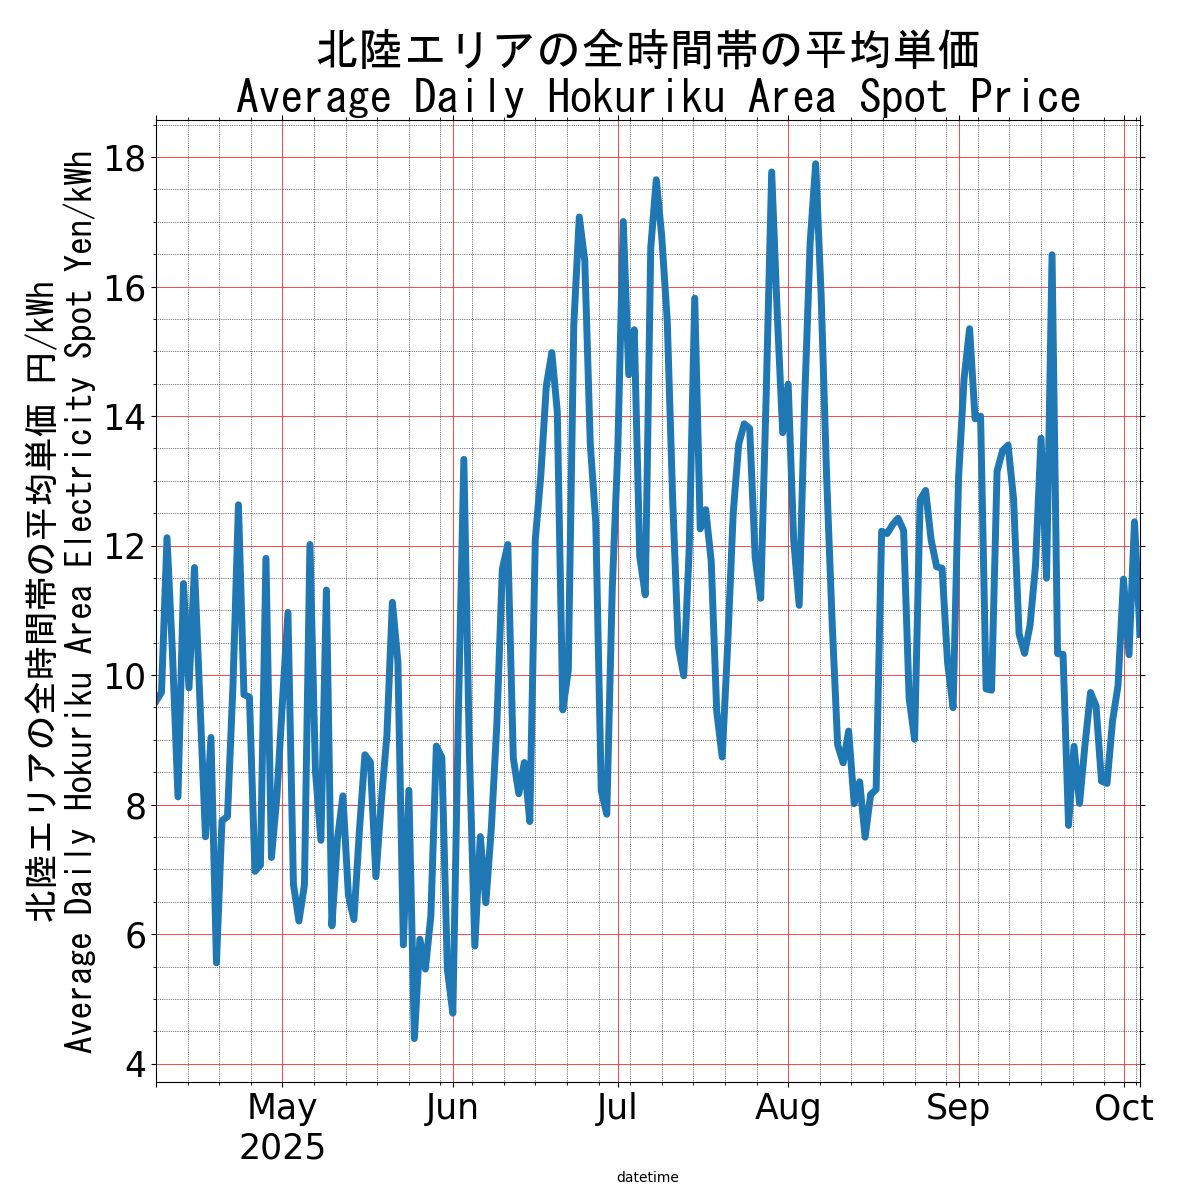 北陸エリアの全時間帯の平均単価
Average Daily Hokuriku Area Spot Price
北陸エリアの全時間帯の平均単価 円/kWh
Average Daily Hokuriku Area Electricity Spot Yen/kWh
18
16
14
12
10
8
6
4
May
2025
Jun
Jul
Aug
Sep
Oct
datetime